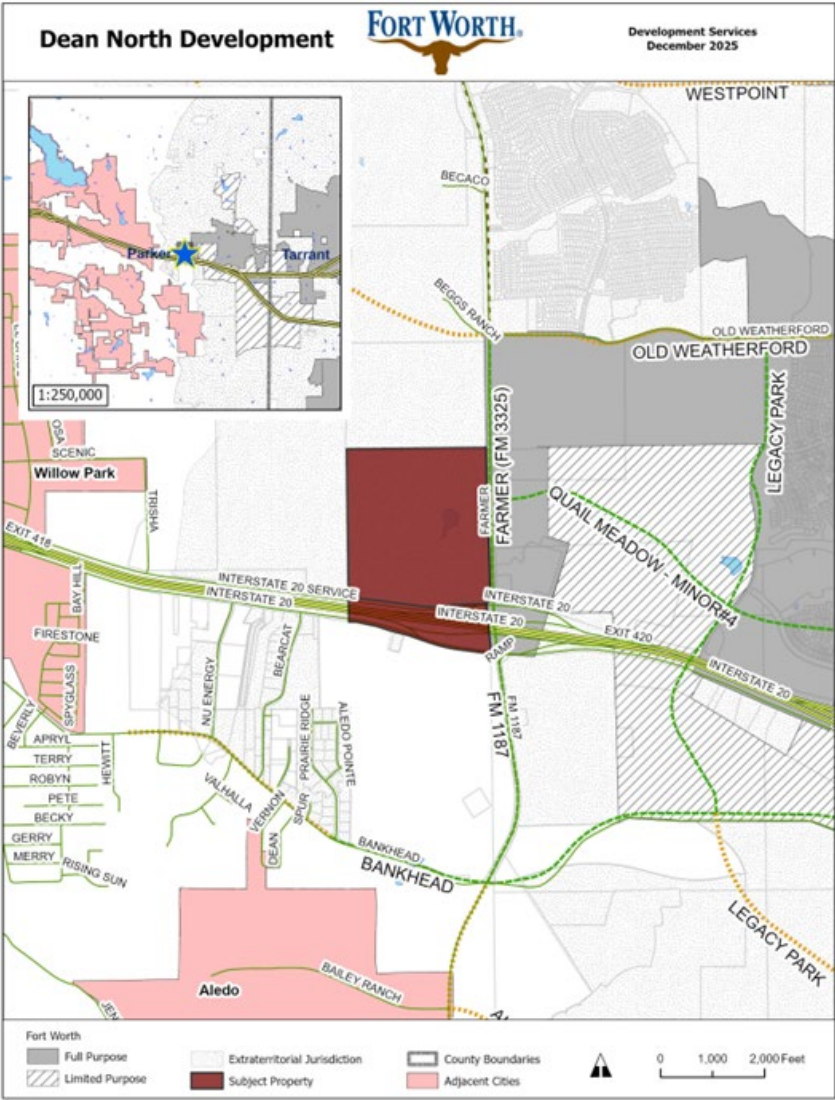 Dean North Development
FORT WORTH®
Development Services
December 2025
WESTPOINT
BECACO
Parker
Tarrant
1:250,000
BEGGS RANCH
OLD WEATHERFORD
OLD WEATHERFORD
LEGACY PARK
FARMER (FM 3325)
FARMER
QUAIL MEADOW - MINOR#4
OSA
SCENIC
Willow Park
TRISHA
EXIT 418
INTERSTATE 20 SERVICE
INTERSTATE 20
INTERSTATE 20
INTERSTATE 20
EXIT 420
INTERSTATE 20
RAMP
BAY HILL
FIRESTONE
SPYGLASS
NU ENERGY
BEARCAT
PRAIRIE RIDGE
ALEDO POINTE
FM 1187
FM 1187
BEVERLY
APRYL
TERRY
ROBYN
PETE
BECKY
GERRY
MERRY
RISING SUN
HEWITT
VALHALLA
VERNON
SPUR
DEAN
BANKHEAD
BANKHEAD
LEGACY PARK
Aledo
BAILEY RANCH
JEN
Fort Worth
Full Purpose
Limited Purpose
Extraterritorial Jurisdiction
Subject Property
County Boundaries
Adjacent Cities
0 1,000 2,000 Feet